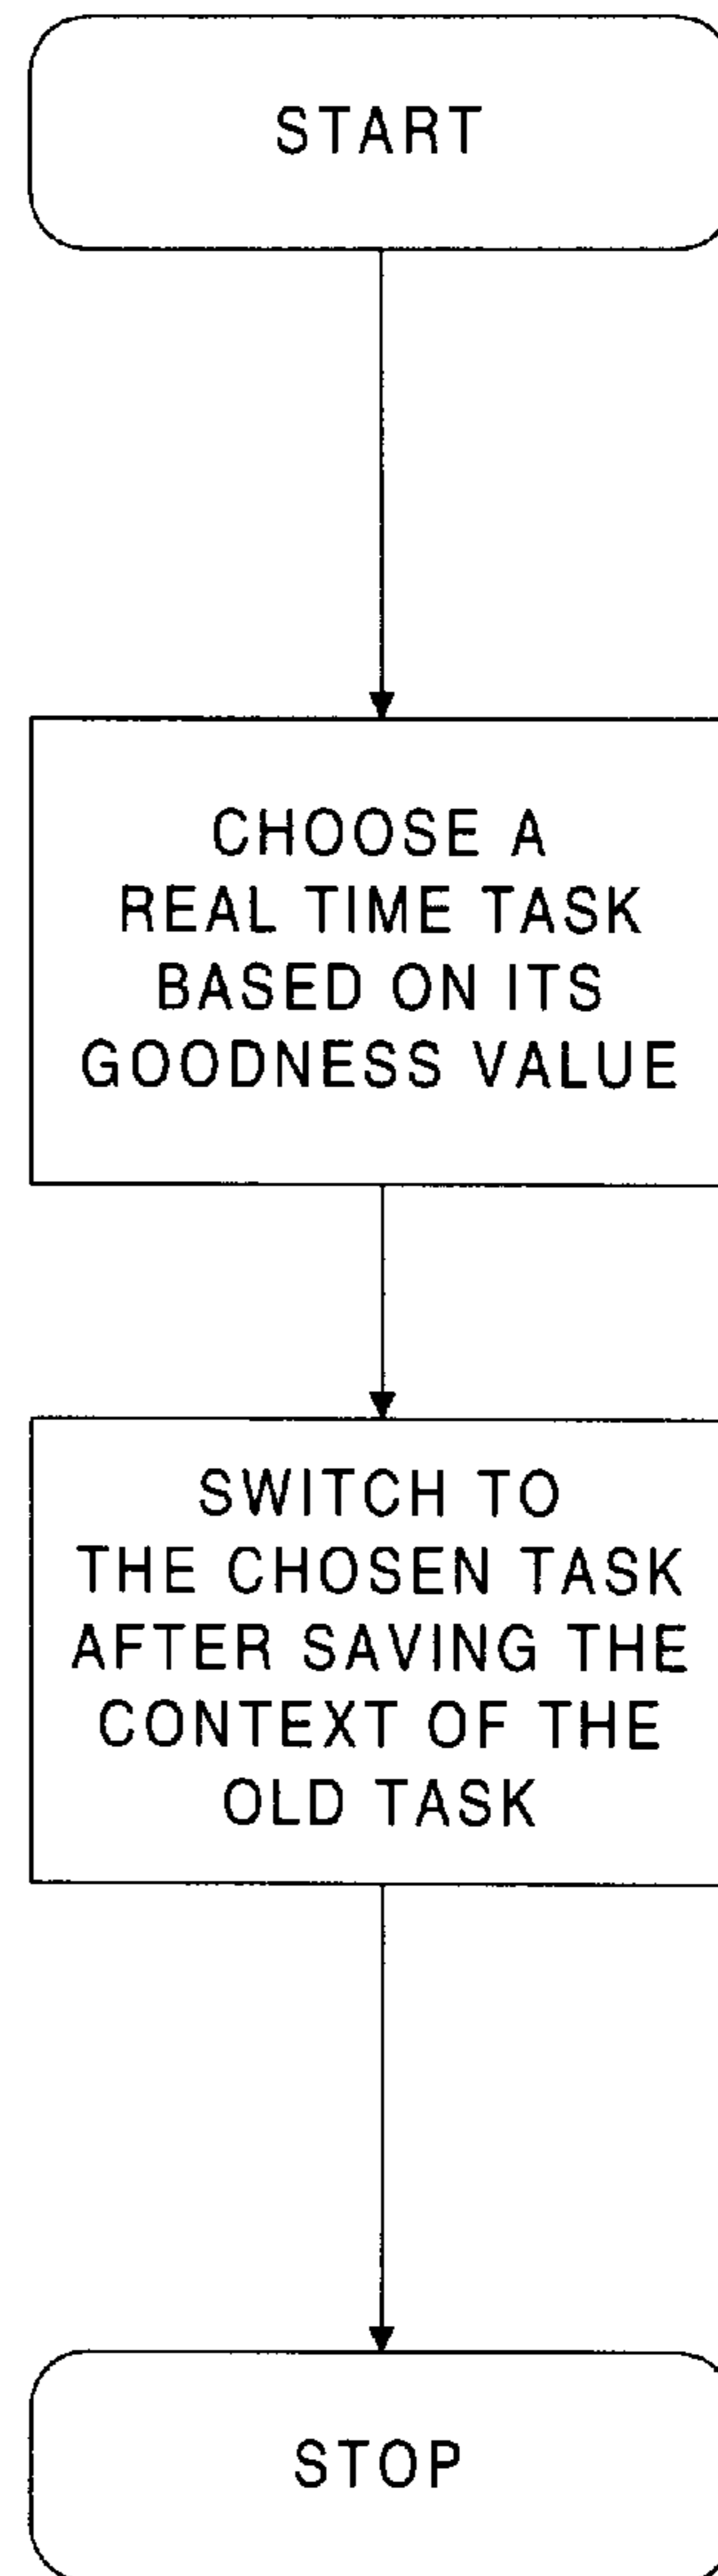 START
CHOOSE A
REAL TIME TASK
BASED ON ITS
GOODNESS VALUE
SWITCH TO
THE CHOSEN TASK
AFTER SAVING THE
CONTEXT OF THE
OLD TASK
STOP